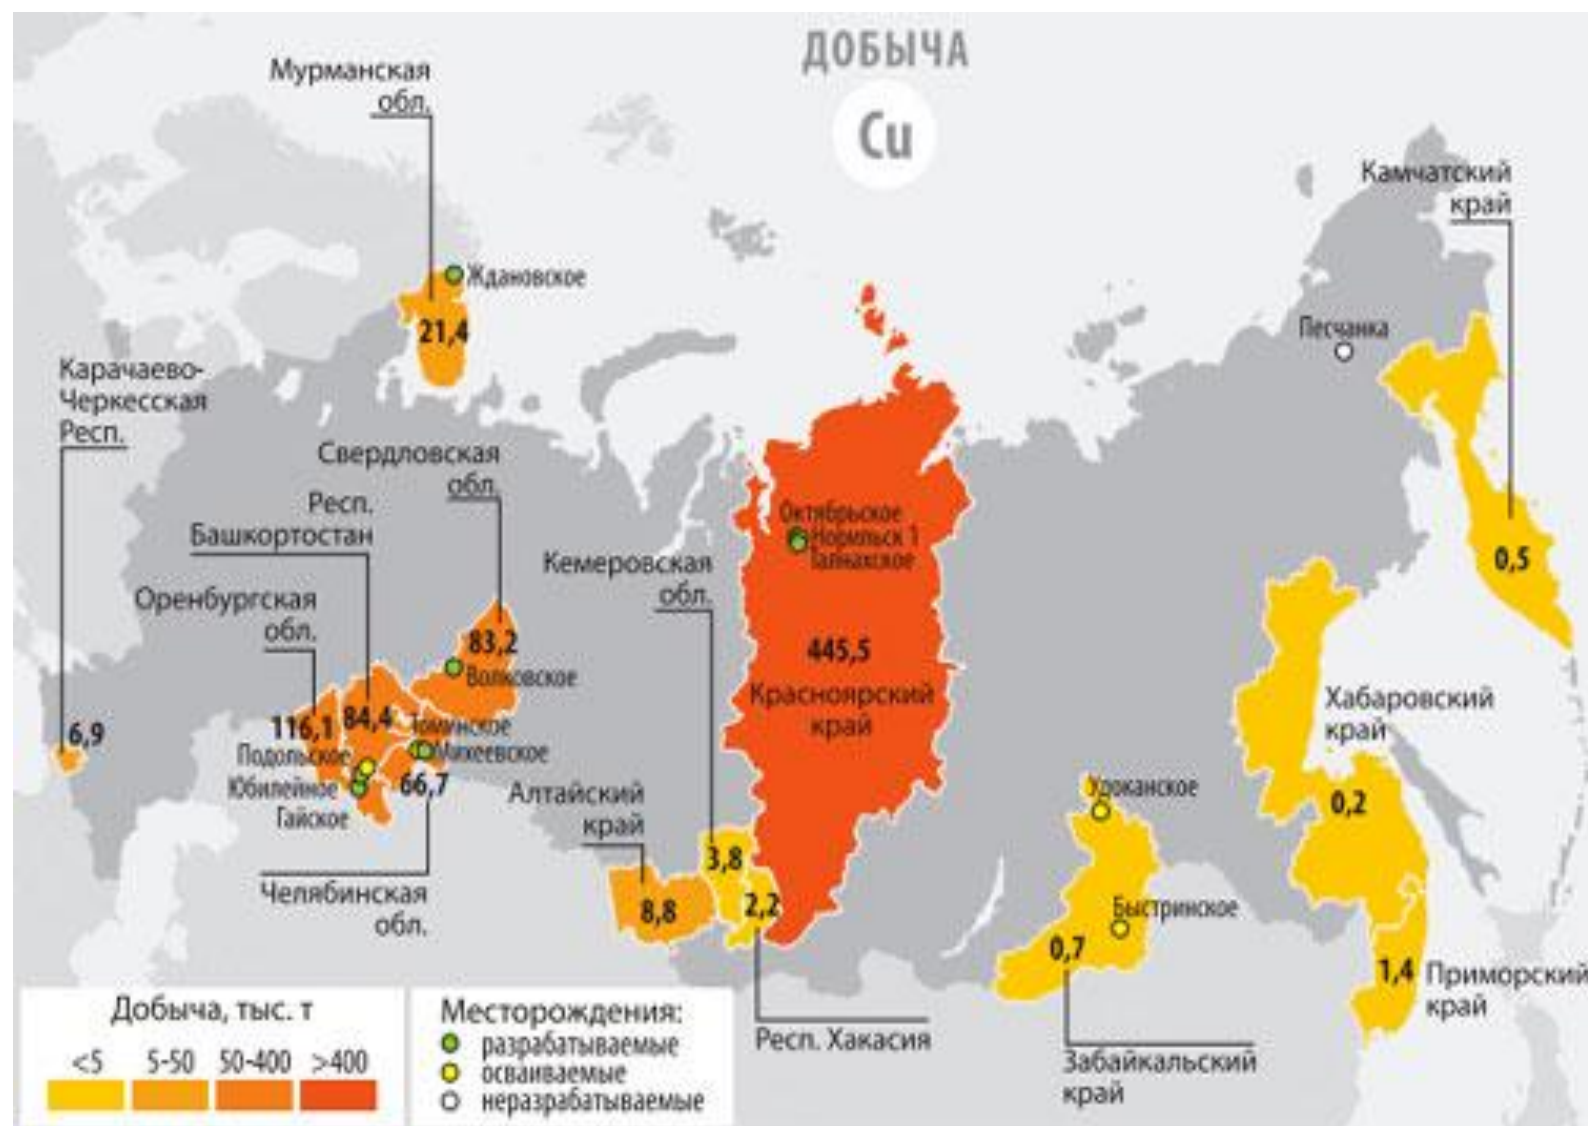 ДОБЫЧА
Cu
Мурманская
обл.
Ждановское
21,4
Камчатский
край
Песчанка
0,5
Карачаево-
Черкесская
Респ.
6,9
Свердловская
обл.
83,2
Волковское
Респ.
Башкортостан
84,4
Оренбургская
обл.
116,1
Томинское
Михеевское
Подольское
Юбилейное
Гайское
66,7
Челябинская
обл.
Кемеровская
обл.
3,8
Алтайский
край
8,8
2,2
Респ. Хакасия
Октябрьское
Норильск 1
Талнахское
445,5
Красноярский
край
Удоканское
Быстринское
0,7
Забайкальский
край
Хабаровский
край
0,2
1,4
Приморский
край
Добыча, тыс. т
<5 5-50 50-400 >400
Месторождения:
разрабатываемые
осваиваемые
неразрабатываемые